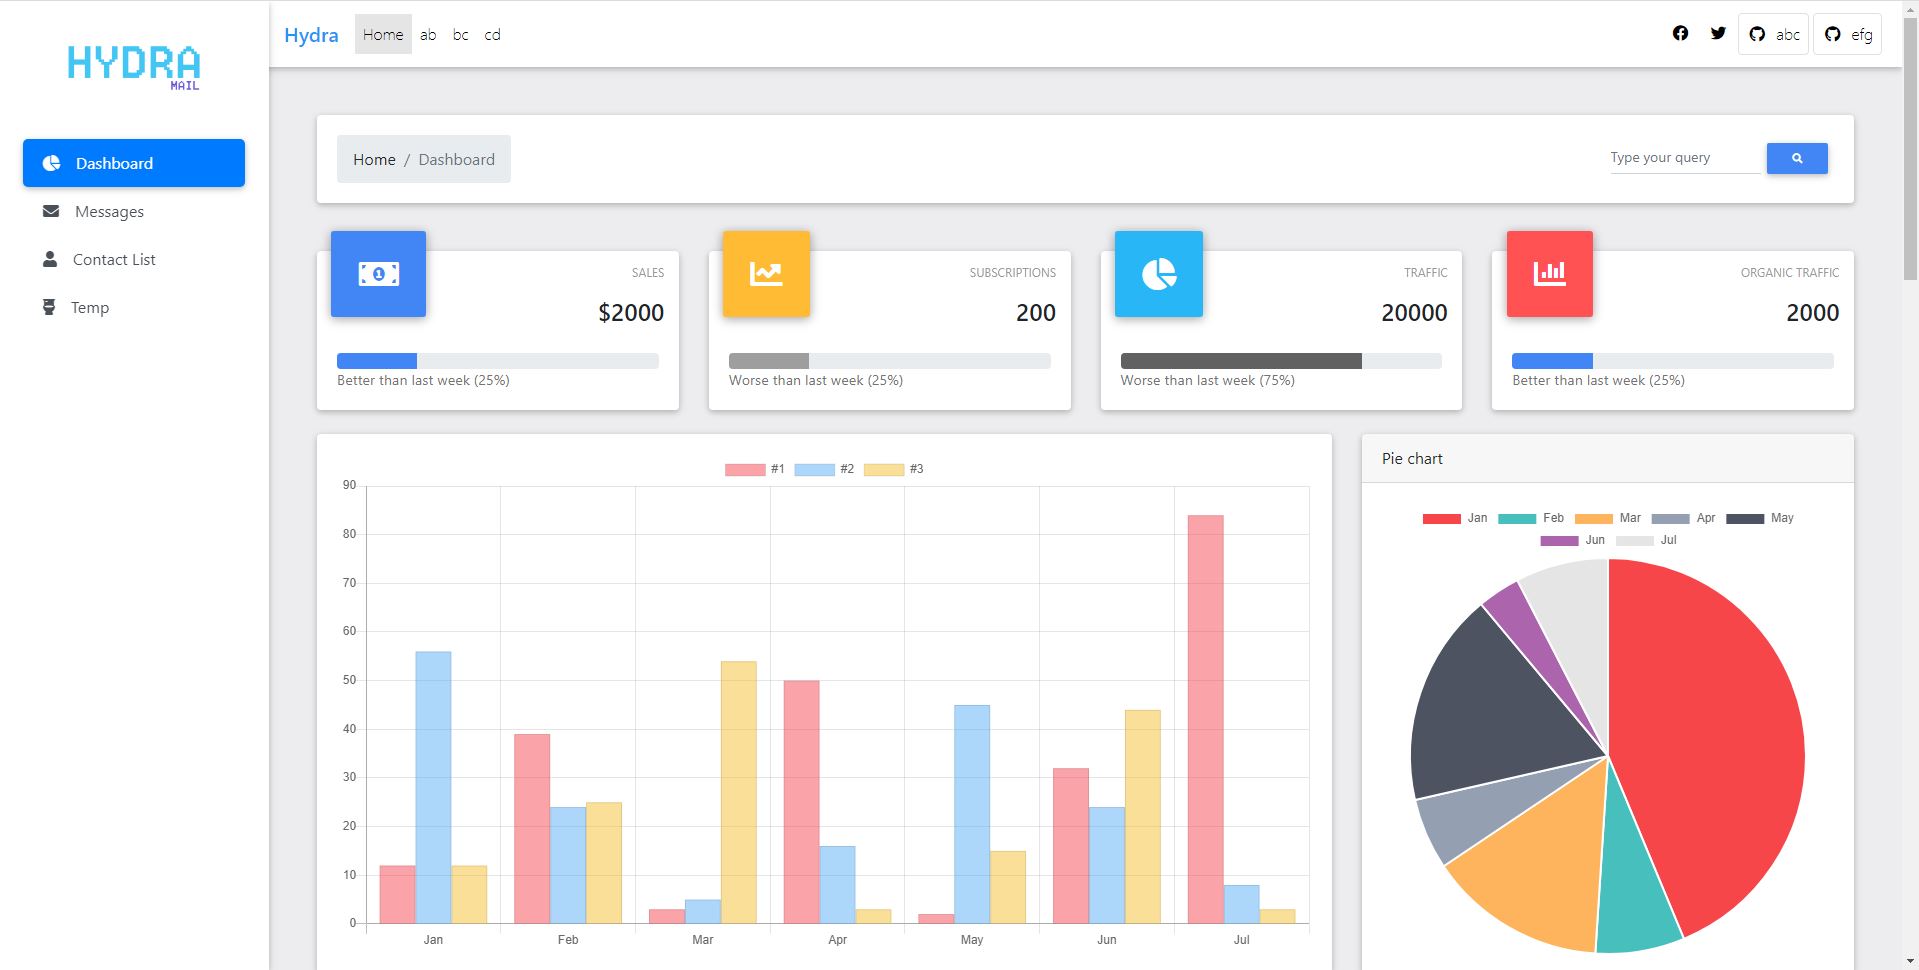 HYDRA
MAIL
Dashboard
Messages
Contact List
Temp
Hydra Home ab bc cd abc efg
Home / Dashboard
Type your query
SALES
$2000
Better than last week (25%)
SUBSCRIPTIONS
200
Worse than last week (25%)
TRAFFIC
20000
Worse than last week (75%)
ORGANIC TRAFFIC
2000
Better than last week (25%)
#1 #2 #3
90
80
70
60
50
40
30
20
10
0
Jan Feb Mar Apr May Jun Jul
Pie chart
Jan Feb Mar Apr May
Jun Jul